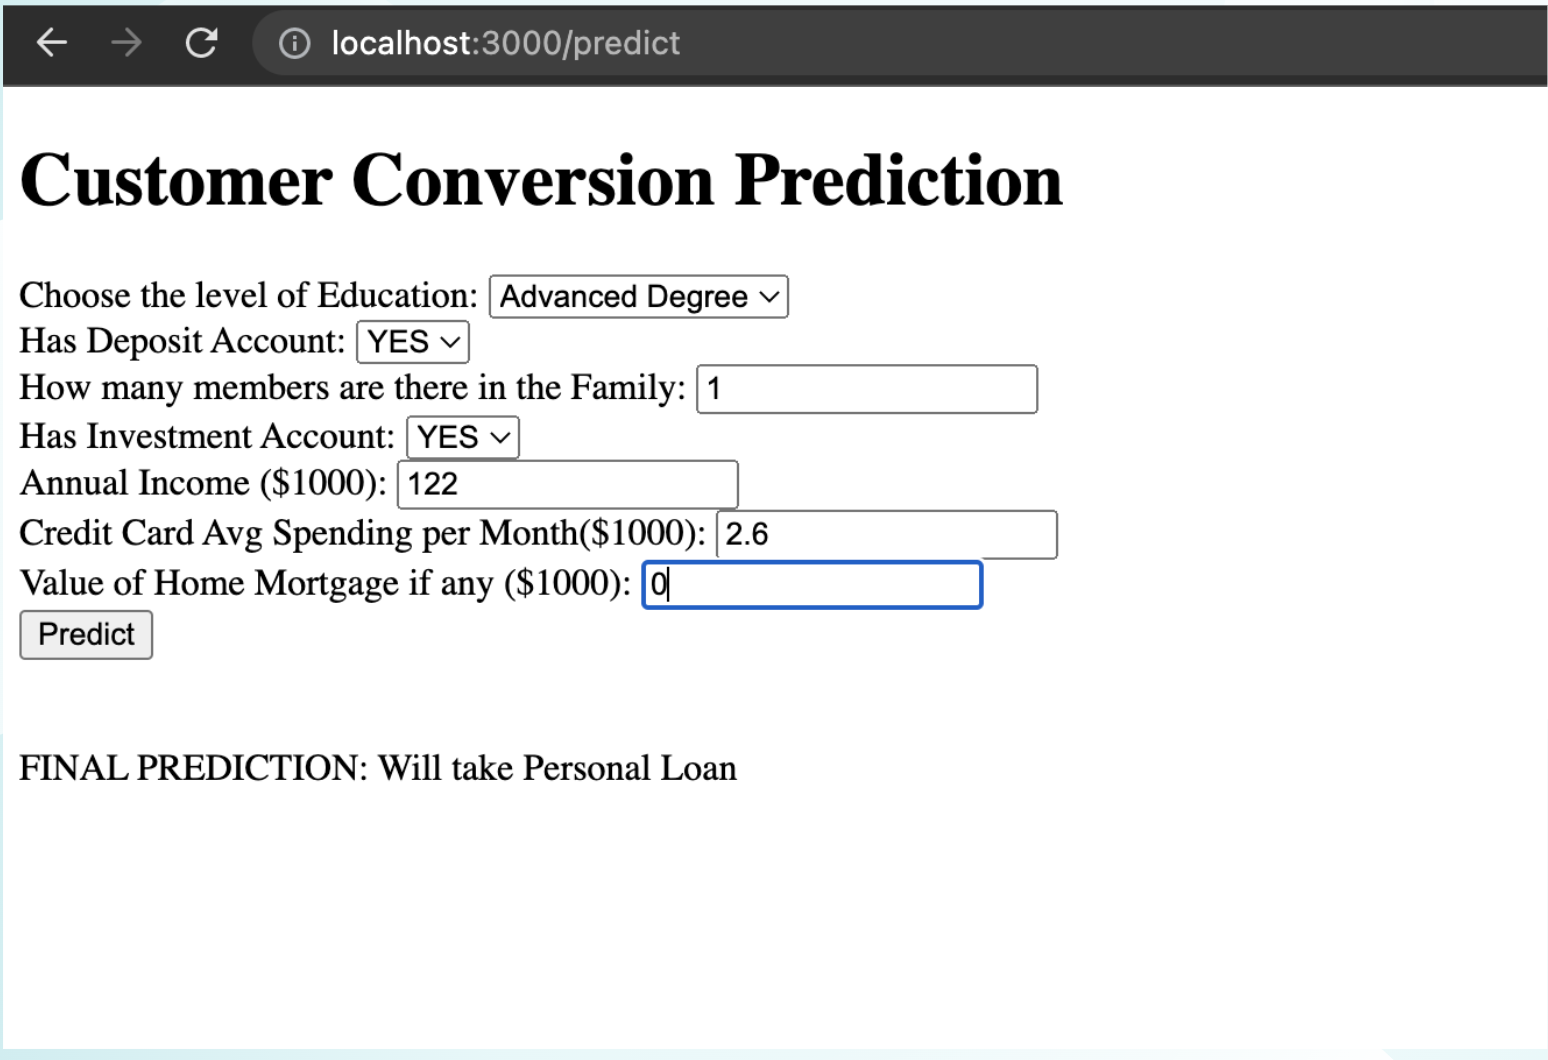 localhost:3000/predict
Customer Conversion Prediction
Choose the level of Education: Advanced Degree
Has Deposit Account: YES
How many members are there in the Family: 1
Has Investment Account: YES
Annual Income ($1000): 122
Credit Card Avg Spending per Month($1000): 2.6
Value of Home Mortgage if any ($1000): 0
Predict
FINAL PREDICTION: Will take Personal Loan